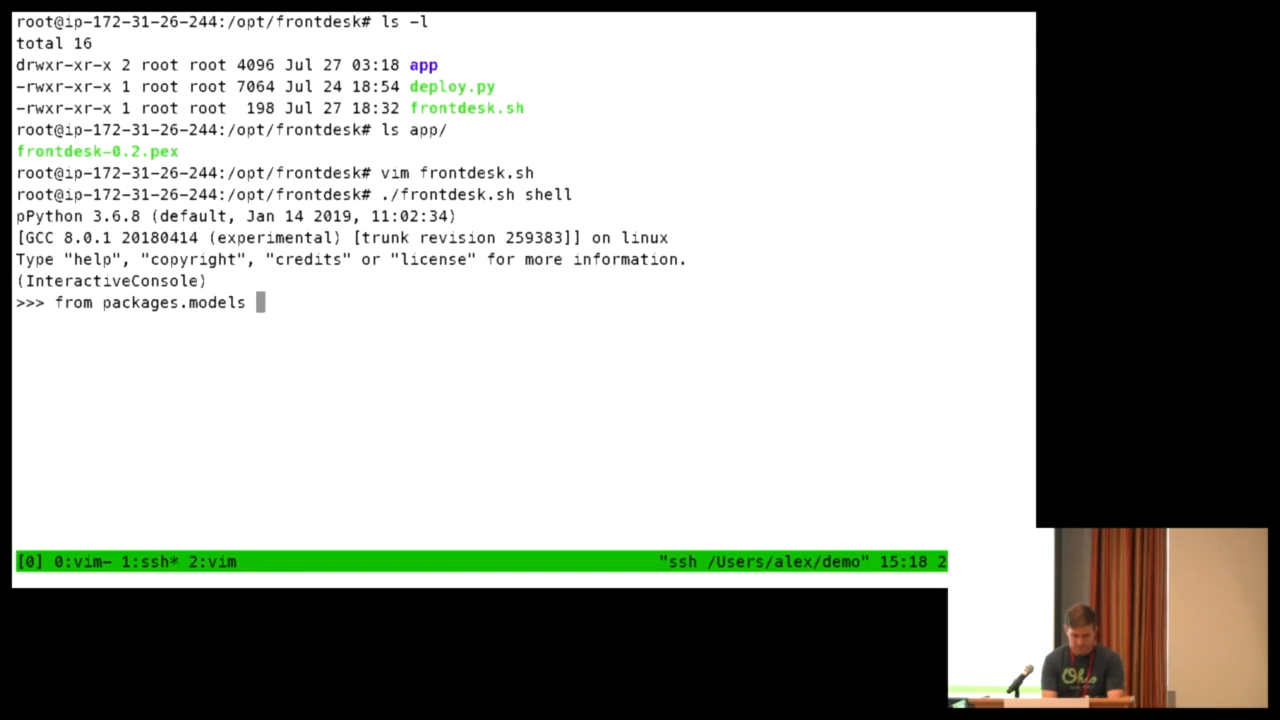 root@ip-172-31-26-244:/opt/frontdesk# ls -l
total 16
drwxr-xr-x 2 root root 4096 Jul 27 03:18 app
-rwxr-xr-x 1 root root 7064 Jul 24 18:54 deploy.py
-rwxr-xr-x 1 root root  198 Jul 27 18:32 frontdesk.sh
root@ip-172-31-26-244:/opt/frontdesk# ls app/
frontdesk-0.2.pex
root@ip-172-31-26-244:/opt/frontdesk# vim frontdesk.sh
root@ip-172-31-26-244:/opt/frontdesk# ./frontdesk.sh shell
pPython 3.6.8 (default, Jan 14 2019, 11:02:34)
[GCC 8.0.1 20180414 (experimental) [trunk revision 259383]] on linux
Type "help", "copyright", "credits" or "license" for more information.
(InteractiveConsole)
>>> from packages.models
[0] 0:vim- 1:ssh* 2:vim "ssh /Users/alex/demo" 15:18 2
Ohio